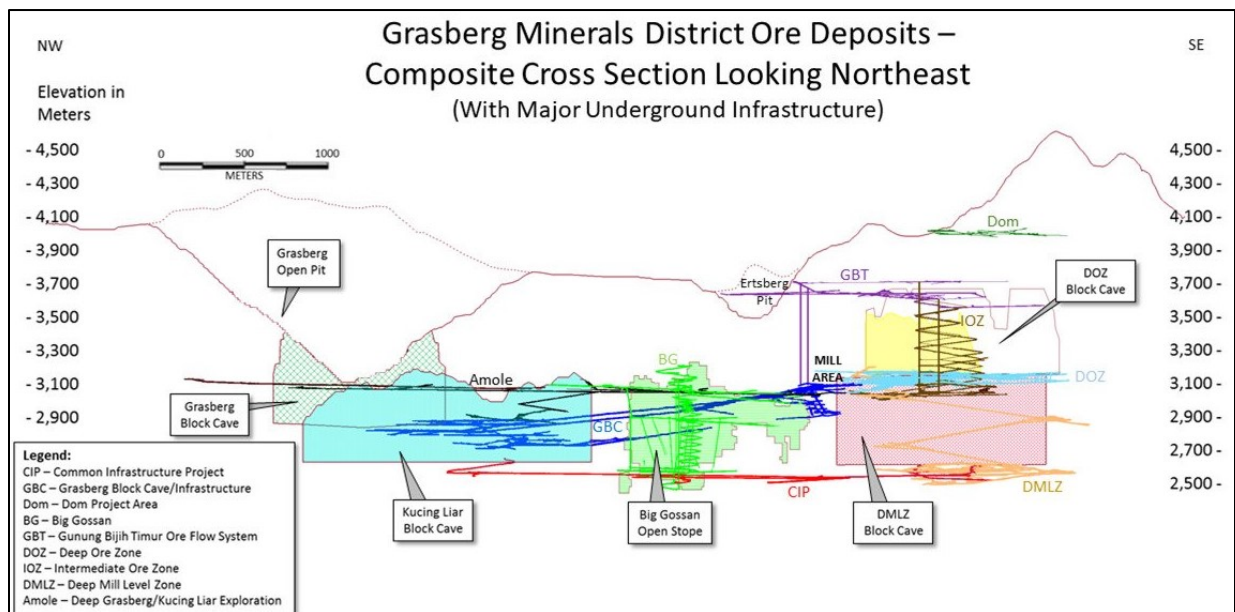 Grasberg Minerals District Ore Deposits –
Composite Cross Section Looking Northeast
(With Major Underground Infrastructure)
NW
SE
Elevation in
Meters
0 500 1000
METERS
- 4,500
- 4,300
- 4,100
- 3,900
- 3,700
- 3,500
- 3,300
- 3,100
- 2,900
- 2,700
- 2,500
4,500 -
4,300 -
4,100 -
3,900 -
3,700 -
3,500 -
3,300 -
3,100 -
2,900 -
2,700 -
2,500 -
Dom
Grasberg
Open Pit
GBT
Ertsberg
Pit
DOZ
Block Cave
IOZ
BG
MILL
AREA
Amole
DOZ
Grasberg
Block Cave
GBC
CIP
DMLZ
Kucing Liar
Block Cave
Big Gossan
Open Stope
DMLZ
Block Cave
Legend:
CIP – Common Infrastructure Project
GBC – Grasberg Block Cave/Infrastructure
Dom – Dom Project Area
BG – Big Gossan
GBT – Gunung Bijih Timur Ore Flow System
DOZ – Deep Ore Zone
IOZ – Intermediate Ore Zone
DMLZ – Deep Mill Level Zone
Amole – Deep Grasberg/Kucing Liar Exploration